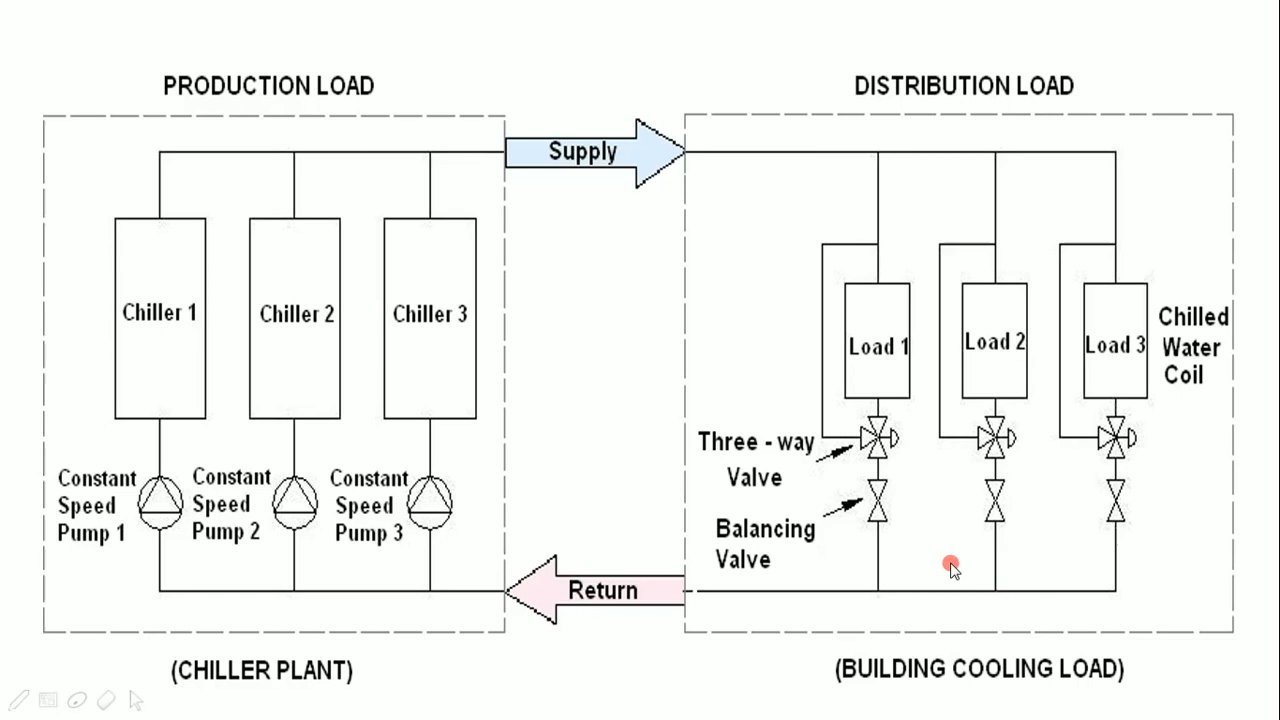 PRODUCTION LOAD
DISTRIBUTION LOAD
Supply
Chiller 1
Chiller 2
Chiller 3
Load 1
Load 2
Load 3
Chilled
Water
Coil
Three - way
Valve
Constant
Speed
Pump 1
Constant
Speed
Pump 2
Constant
Speed
Pump 3
Balancing
Valve
Return
(CHILLER PLANT)
(BUILDING COOLING LOAD)